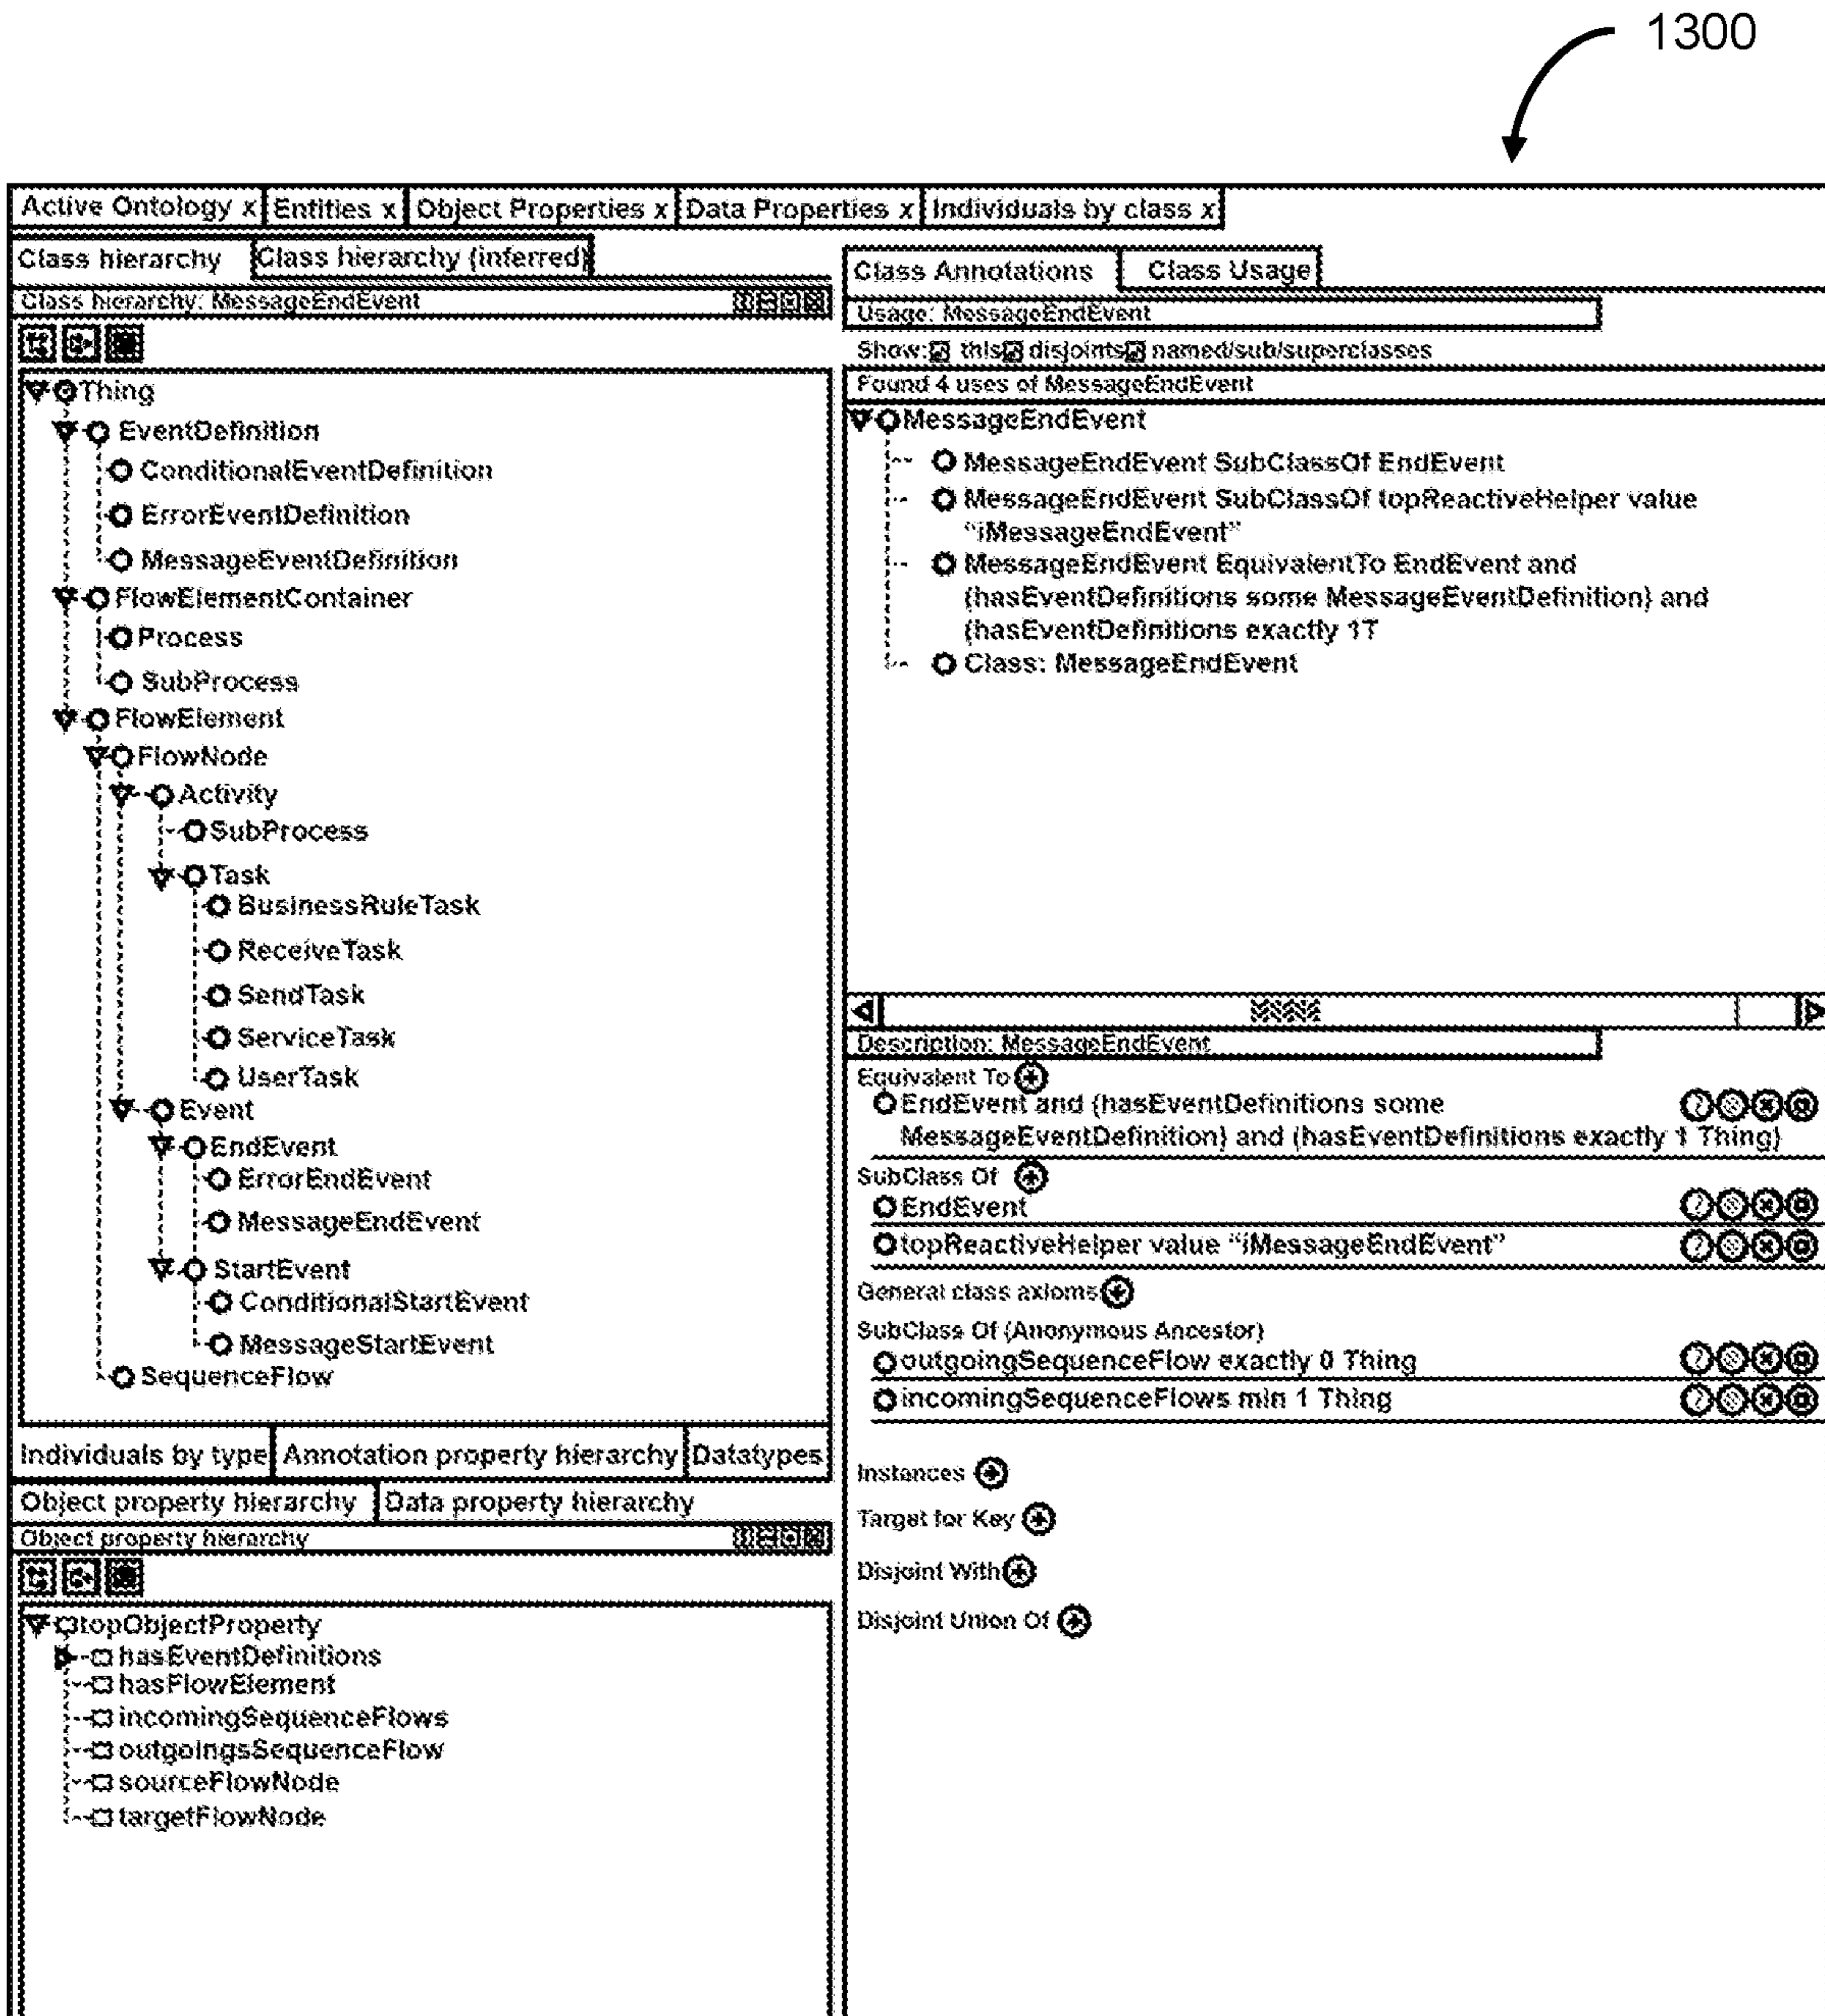 1300
Active Ontology x Entities x Object Properties x Data Properties x Individuals by class x
Class hierarchy Class hierarchy (inferred)
Class hierarchy: MessageEndEvent
Thing
EventDefinition
ConditionalEventDefinition
ErrorEventDefinition
MessageEventDefinition
FlowElementContainer
Process
SubProcess
FlowElement
FlowNode
Activity
SubProcess
Task
BusinessRuleTask
ReceiveTask
SendTask
ServiceTask
UserTask
Event
EndEvent
ErrorEndEvent
MessageEndEvent
StartEvent
ConditionalStartEvent
MessageStartEvent
SequenceFlow
Individuals by type Annotation property hierarchy Datatypes
Object property hierarchy Data property hierarchy
Object property hierarchy
topObjectProperty
hasEventDefinitions
hasFlowElement
incomingSequenceFlows
outgoingsSequenceFlow
sourceFlowNode
targetFlowNode
Class Annotations Class Usage
Usage: MessageEndEvent
Show: this disjoints named/sub/superclasses
Found 4 uses of MessageEndEvent
MessageEndEvent
MessageEndEvent SubClassOf EndEvent
MessageEndEvent SubClassOf topReactiveHelper value
“iMessageEndEvent”
MessageEndEvent EquivalentTo EndEvent and
(hasEventDefinitions some MessageEventDefinition) and
(hasEventDefinitions exactly 1T
Class: MessageEndEvent
Description: MessageEndEvent
Equivalent To
EndEvent and (hasEventDefinitions some
MessageEventDefinition) and (hasEventDefinitions exactly 1 Thing)
SubClass Of
EndEvent
topReactiveHelper value “iMessageEndEvent”
General class axioms
SubClass Of (Anonymous Ancestor)
outgoingSequenceFlow exactly 0 Thing
incomingSequenceFlows min 1 Thing
Instances
Target for Key
Disjoint With
Disjoint Union Of